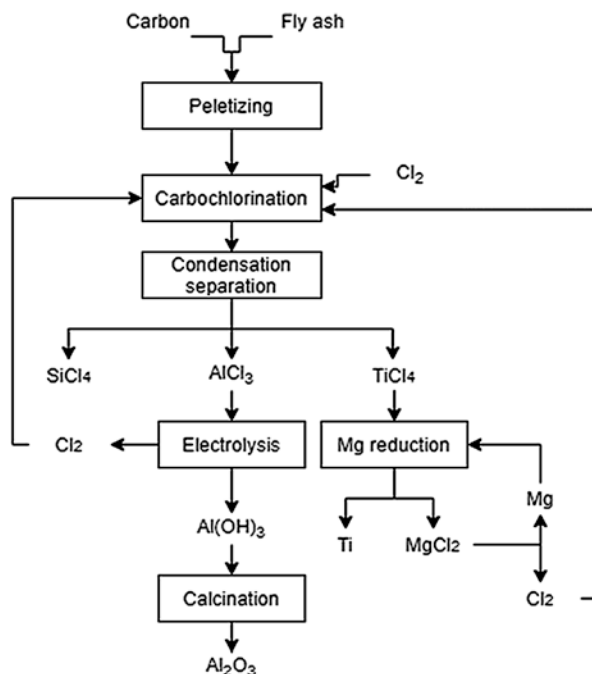 Carbon Fly ash
Peletizing
Cl₂
Carbochlorination
Condensation
separation
SiCl₄ AlCl₃ TiCl₄
Cl₂ Electrolysis Mg reduction
Mg
Al(OH)₃ Ti MgCl₂
Calcination Cl₂
Al₂O₃